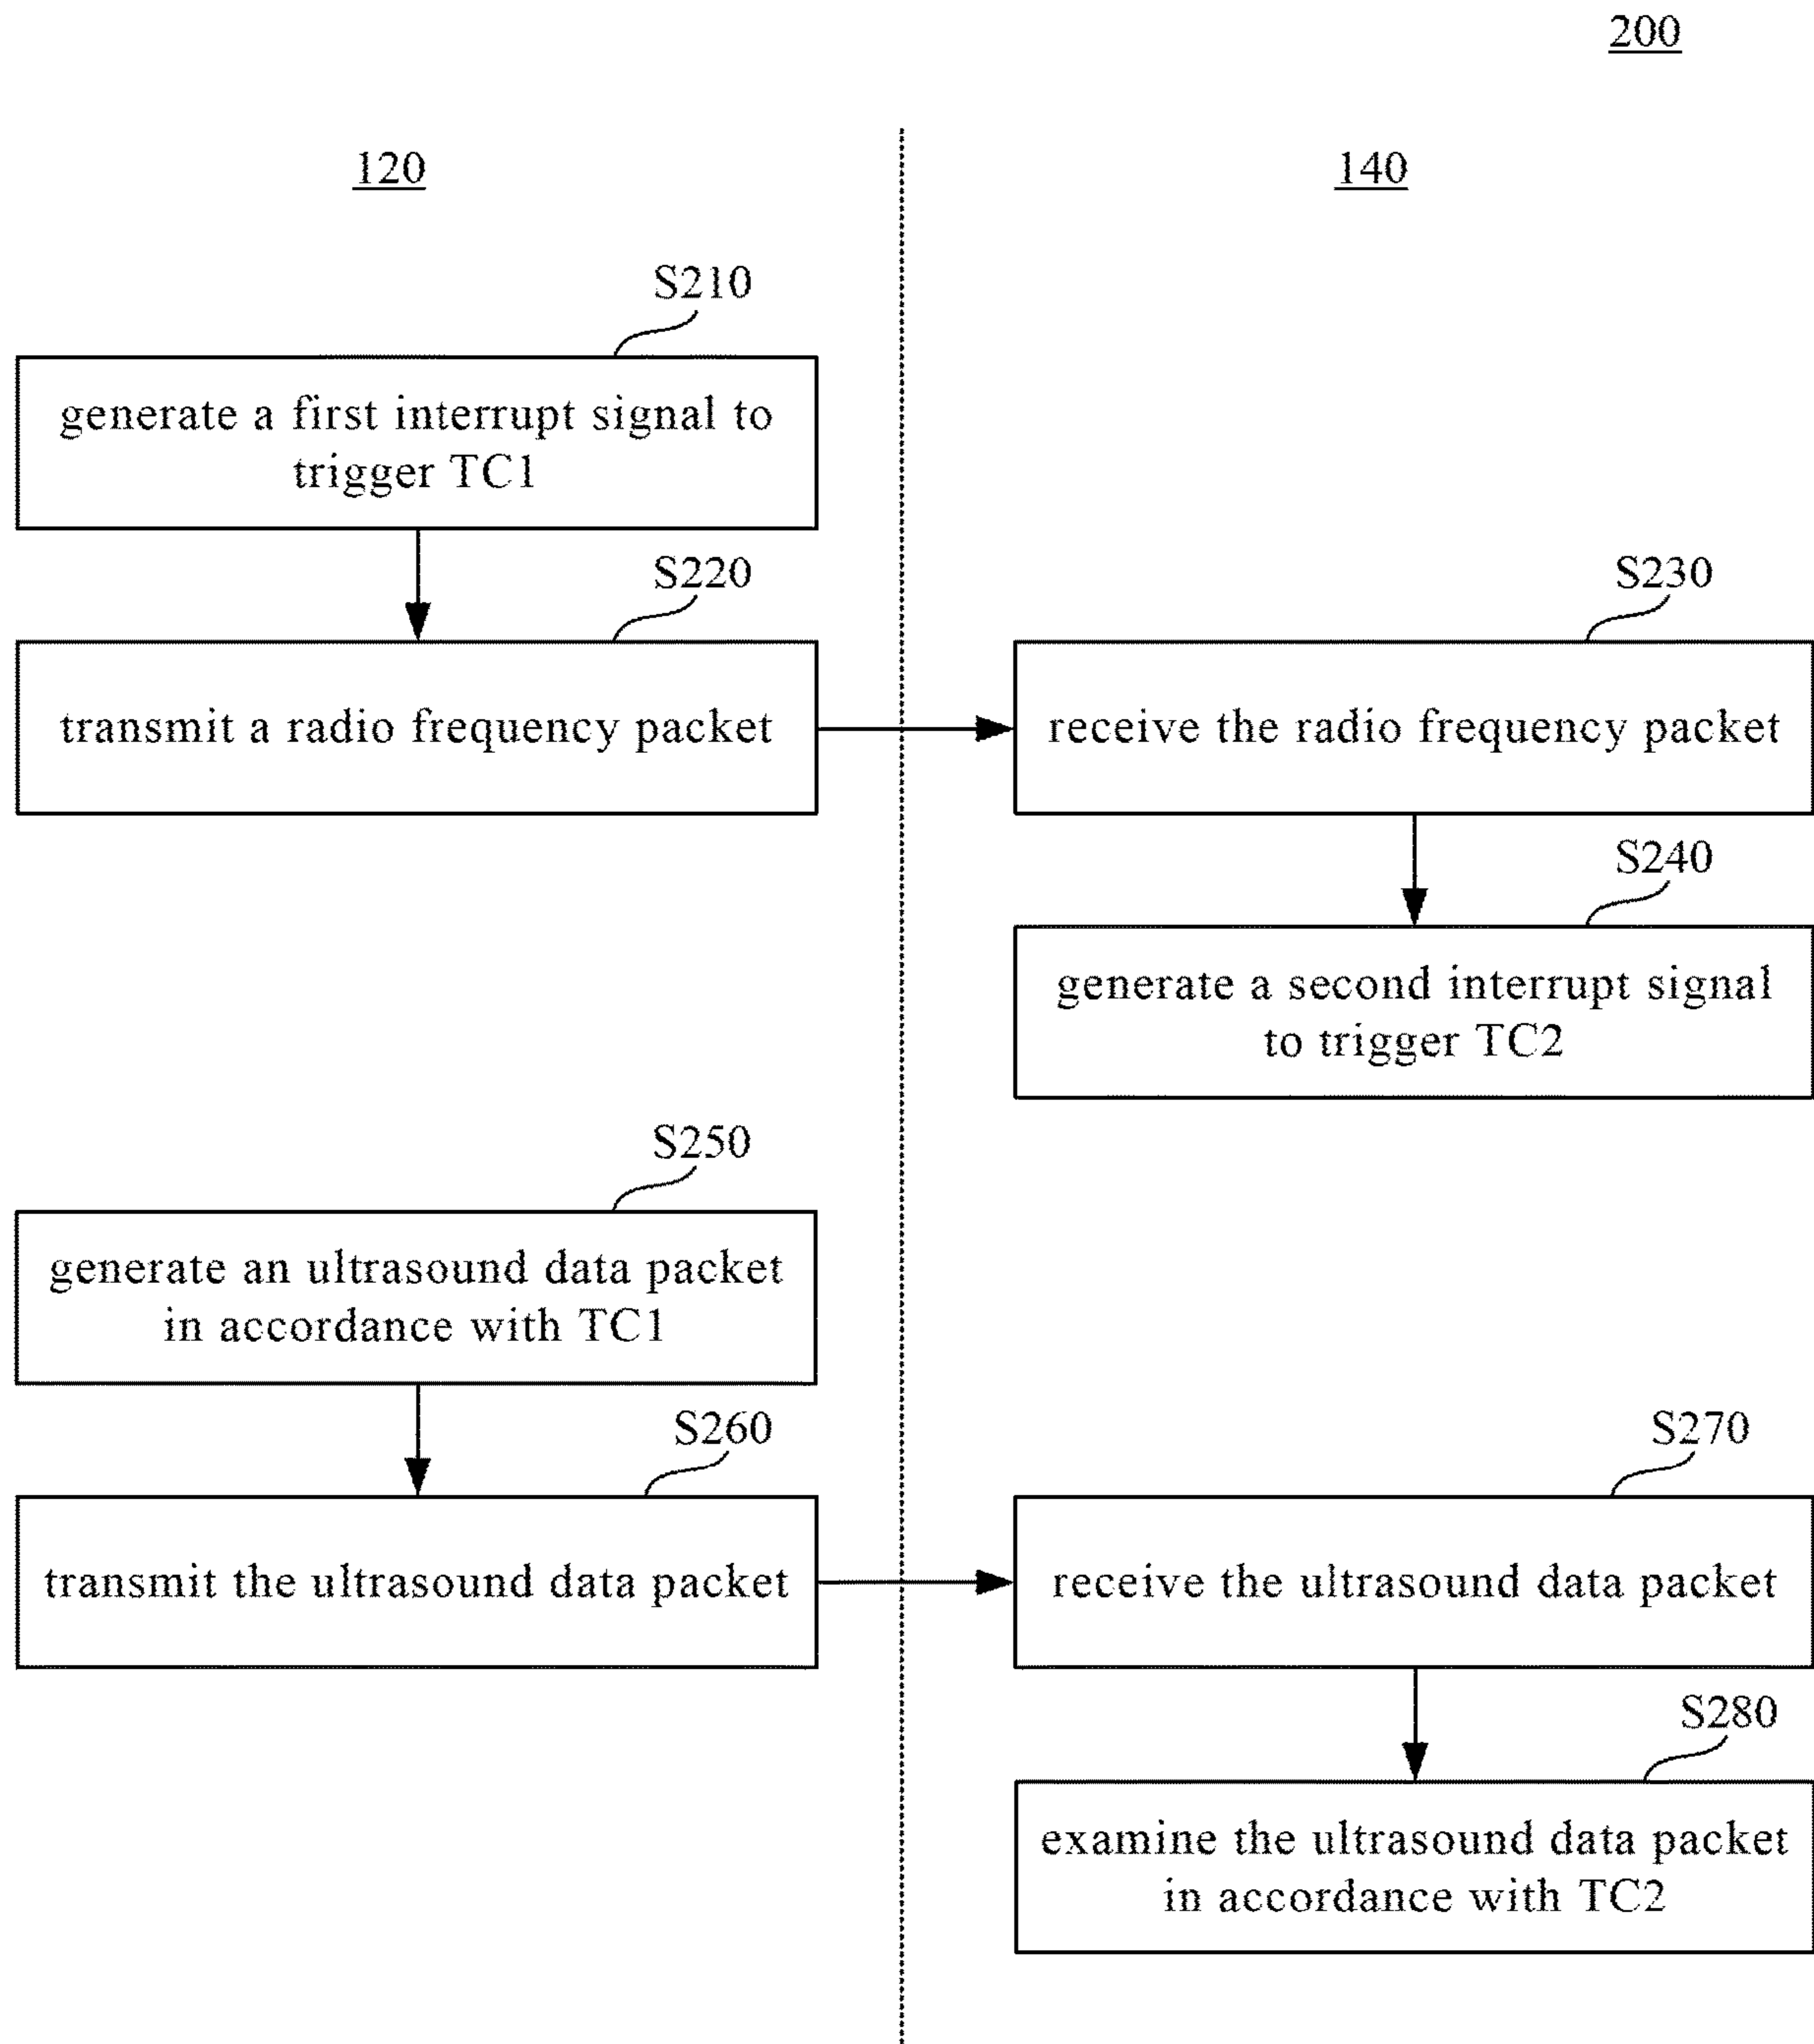 200
120
140
S210
generate a first interrupt signal to
trigger TC1
S220
transmit a radio frequency packet
S230
receive the radio frequency packet
S240
generate a second interrupt signal
to trigger TC2
S250
generate an ultrasound data packet
in accordance with TC1
S260
transmit the ultrasound data packet
S270
receive the ultrasound data packet
S280
examine the ultrasound data packet
in accordance with TC2